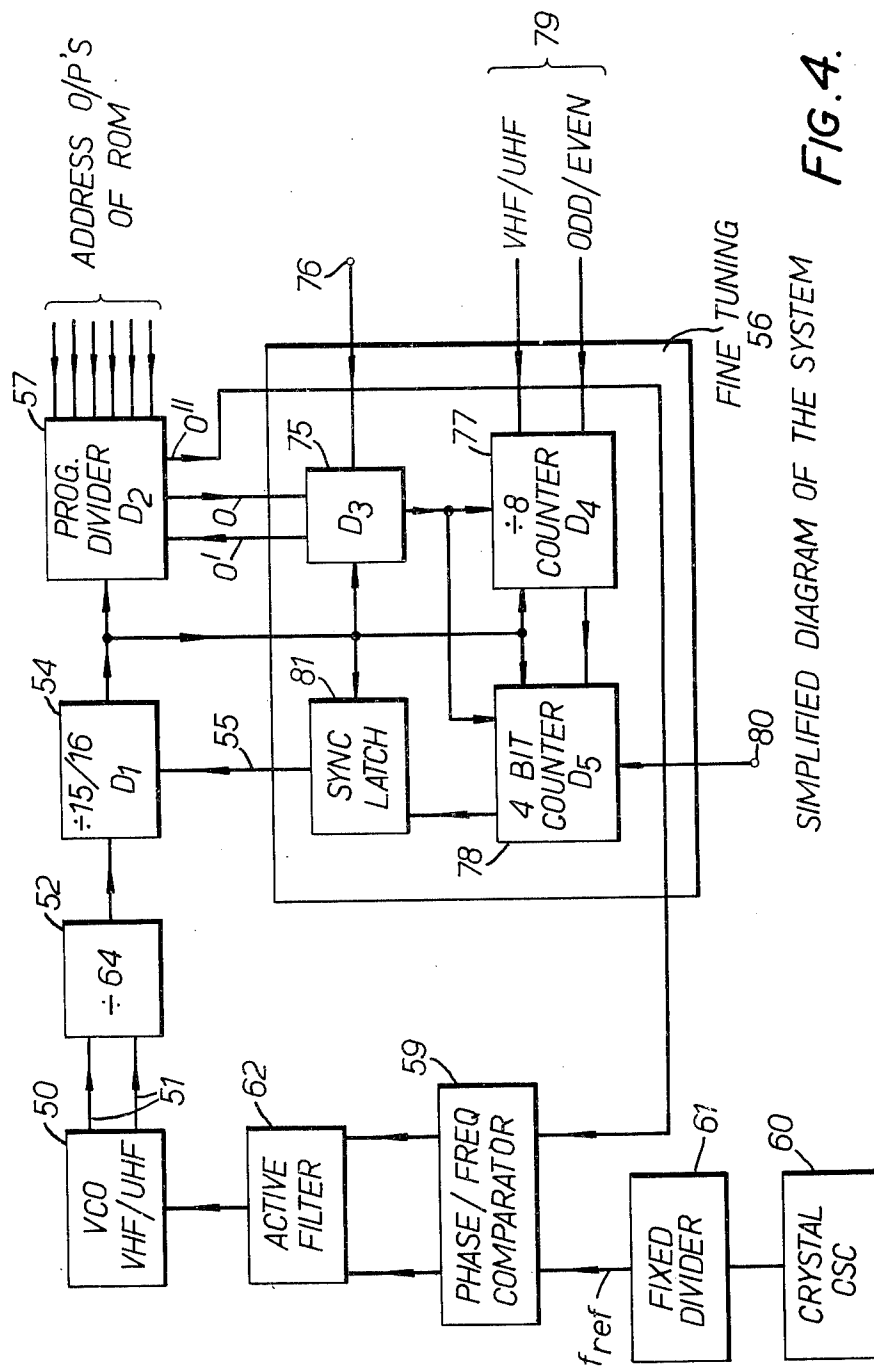 50
VCO
VHF/UHF
51
52
÷64
54
÷15/16
D1
57
PROG.
DIVIDER
D2
ADDRESS O/P'S
OF ROM
O'
O
O''
55
62
ACTIVE
FILTER
81
SYNC
LATCH
75
D3
76
59
PHASE/FREQ
COMPARATOR
78
4 BIT
COUNTER
D5
77
÷8
COUNTER
D4
VHF/UHF
ODD/EVEN
79
80
fref
61
FIXED
DIVIDER
60
CRYSTAL
CSC
FINE TUNING
56
SIMPLIFIED DIAGRAM OF THE SYSTEM
FIG. 4.